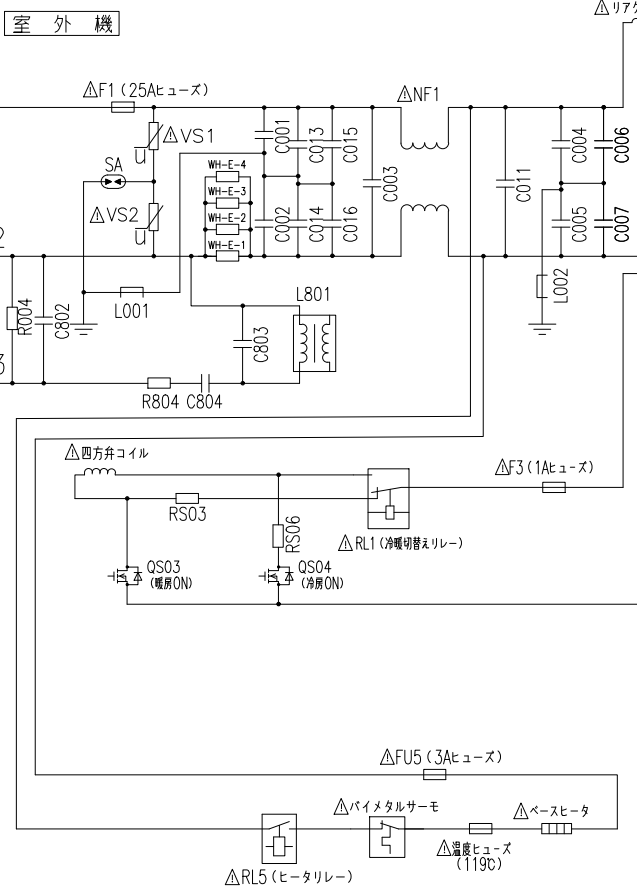 ⚠リアク
室外機
⚠F1(25Aヒューズ)
⚠NF1
⚠VS1
SA
⚠VS2
WH-E-4
WH-E-3
WH-E-2
WH-E-1
C001
C013
C015
C002
C014
C016
C003
C011
C004
C006
C005
C007
2
L001
L801
L002
R004
C802
C803
3
R804 C804
⚠四方弁コイル
⚠F3(1Aヒューズ)
RS03
RS06
⚠RL1(冷暖切替えリレー)
QS03
(暖房ON)
QS04
(冷房ON)
⚠FU5(3Aヒューズ)
⚠バイメタルサーモ
⚠ベースヒータ
⚠温度ヒューズ
(119℃)
⚠RL5(ヒータリレー)